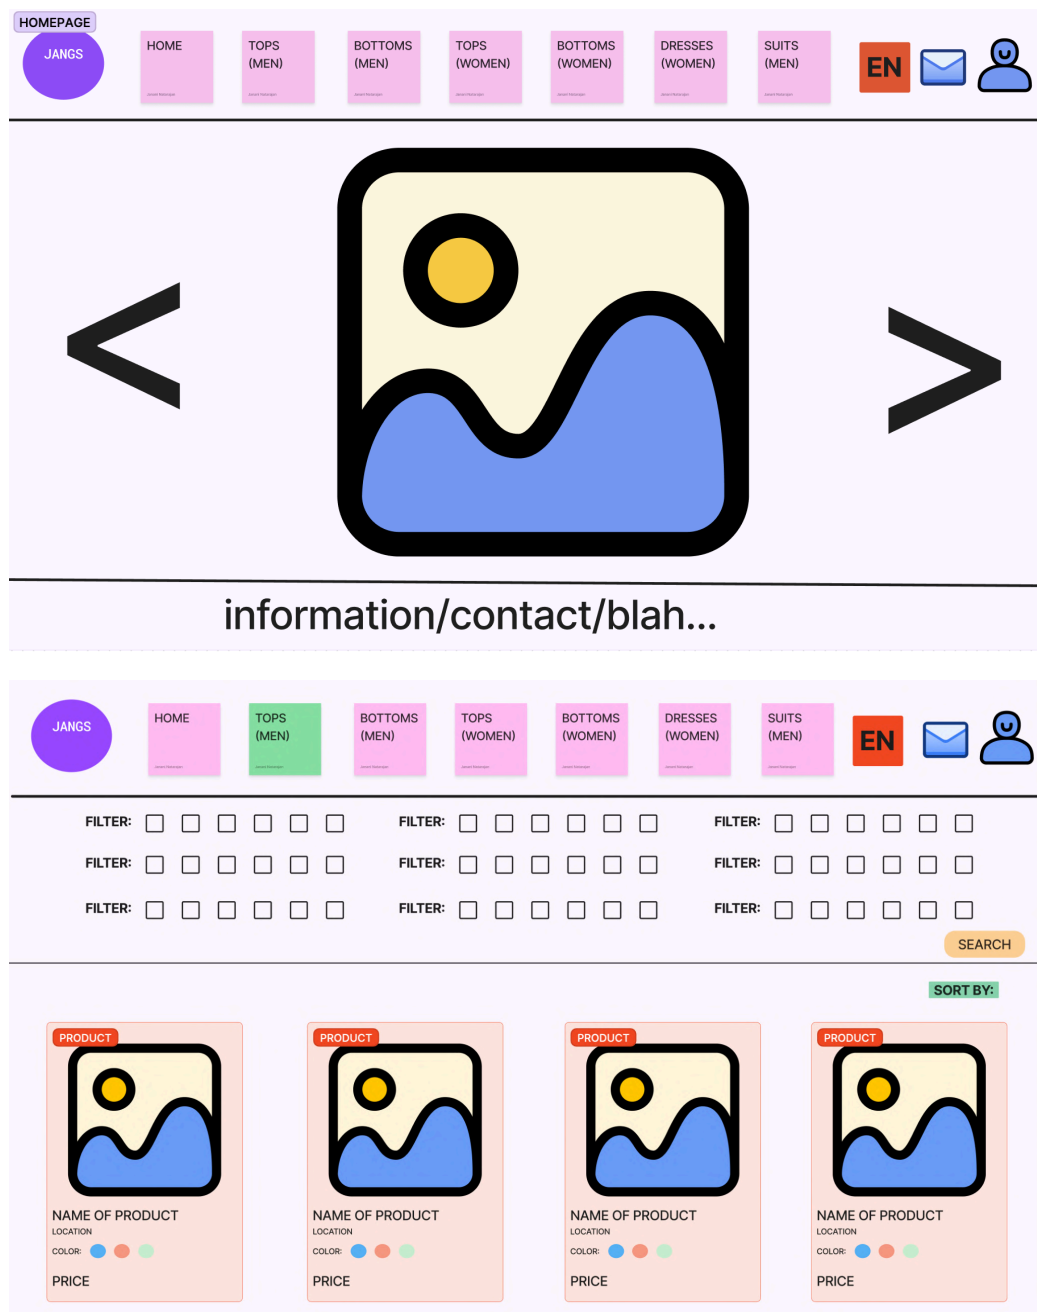 HOMEPAGE
JANGS
HOME
TOPS
(MEN)
BOTTOMS
(MEN)
TOPS
(WOMEN)
BOTTOMS
(WOMEN)
DRESSES
(WOMEN)
SUITS
(MEN)
EN
<
>
information/contact/blah...
JANGS
HOME
TOPS
(MEN)
BOTTOMS
(MEN)
TOPS
(WOMEN)
BOTTOMS
(WOMEN)
DRESSES
(WOMEN)
SUITS
(MEN)
EN
FILTER: FILTER: FILTER:
FILTER: FILTER: FILTER:
FILTER: FILTER: FILTER:
SEARCH
SORT BY:
PRODUCT
NAME OF PRODUCT
LOCATION
COLOR:
PRICE
PRODUCT
NAME OF PRODUCT
LOCATION
COLOR:
PRICE
PRODUCT
NAME OF PRODUCT
LOCATION
COLOR:
PRICE
PRODUCT
NAME OF PRODUCT
LOCATION
COLOR:
PRICE